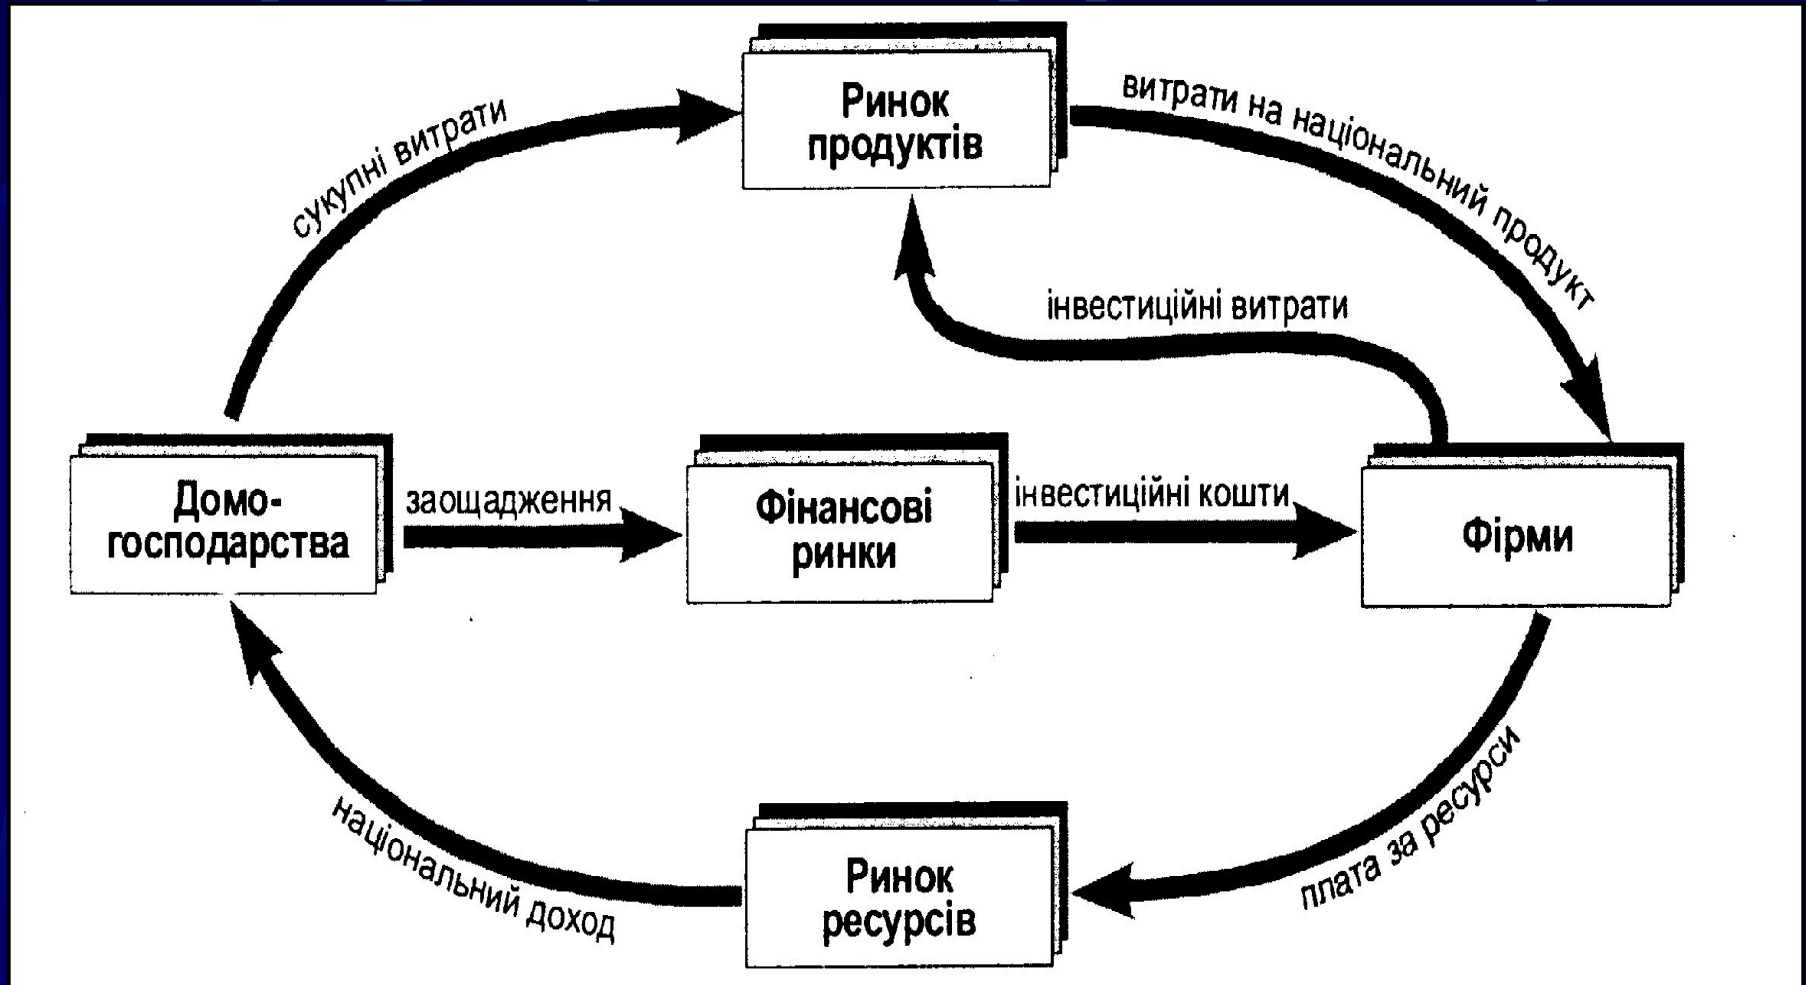 Ринок
продуктів
сукупні витрати
витрати на національний продукт
інвестиційні витрати
Домо-
господарства
заощадження
Фінансові
ринки
інвестиційні кошти
Фірми
національний доход
Ринок
ресурсів
плата за ресурси